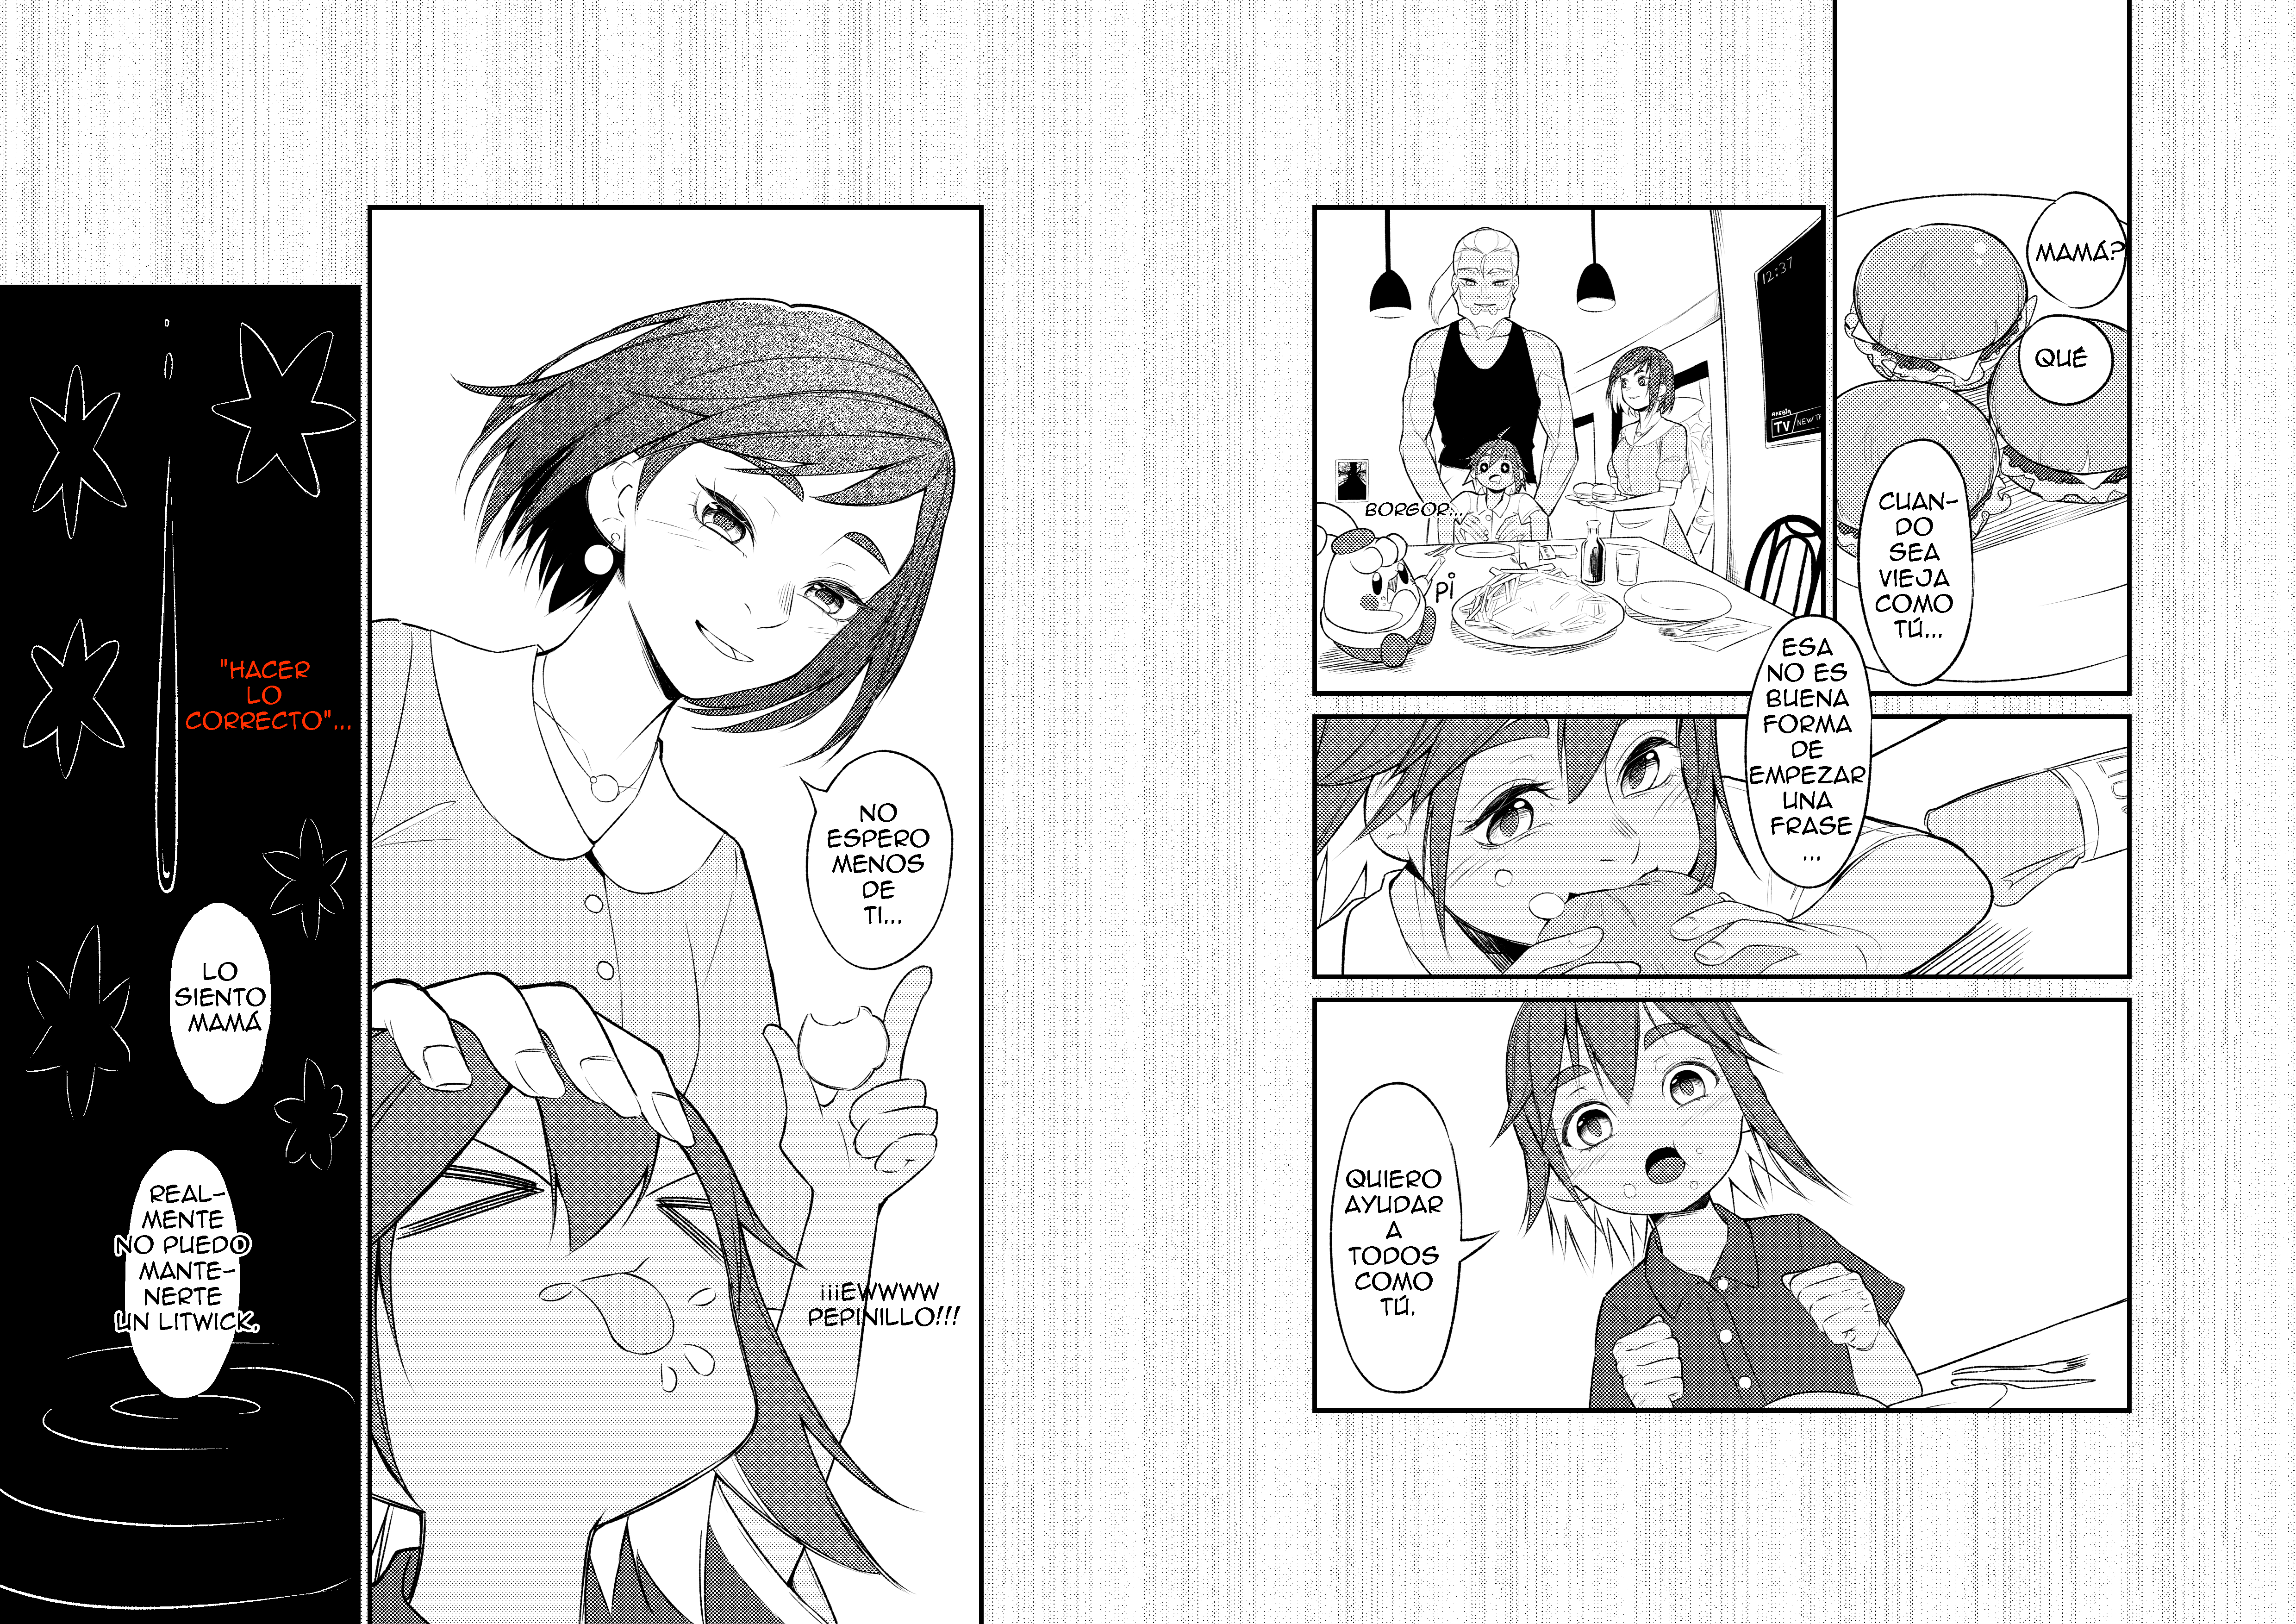 MAMÁ?
QUÉ
CUAN-
DO
SEA
VIEJA
COMO
TÚ...
12:37
TV/NEW TR
BORGOR...
PI
ESA
NO ES
BUENA
FORMA
DE
EMPEZAR
UNA
FRASE
...
QUIERO
AYUDAR
A
TODOS
COMO
TÚ.
NO
ESPERO
MENOS
DE
TI...
¡¡¡EWWWW
PEPINILLO!!!
"HACER
LO
CORRECTO"...
LO
SIENTO
MAMÁ
REAL-
MENTE
NO PUEDO
MANTE-
NERTE
UN LITWICK,